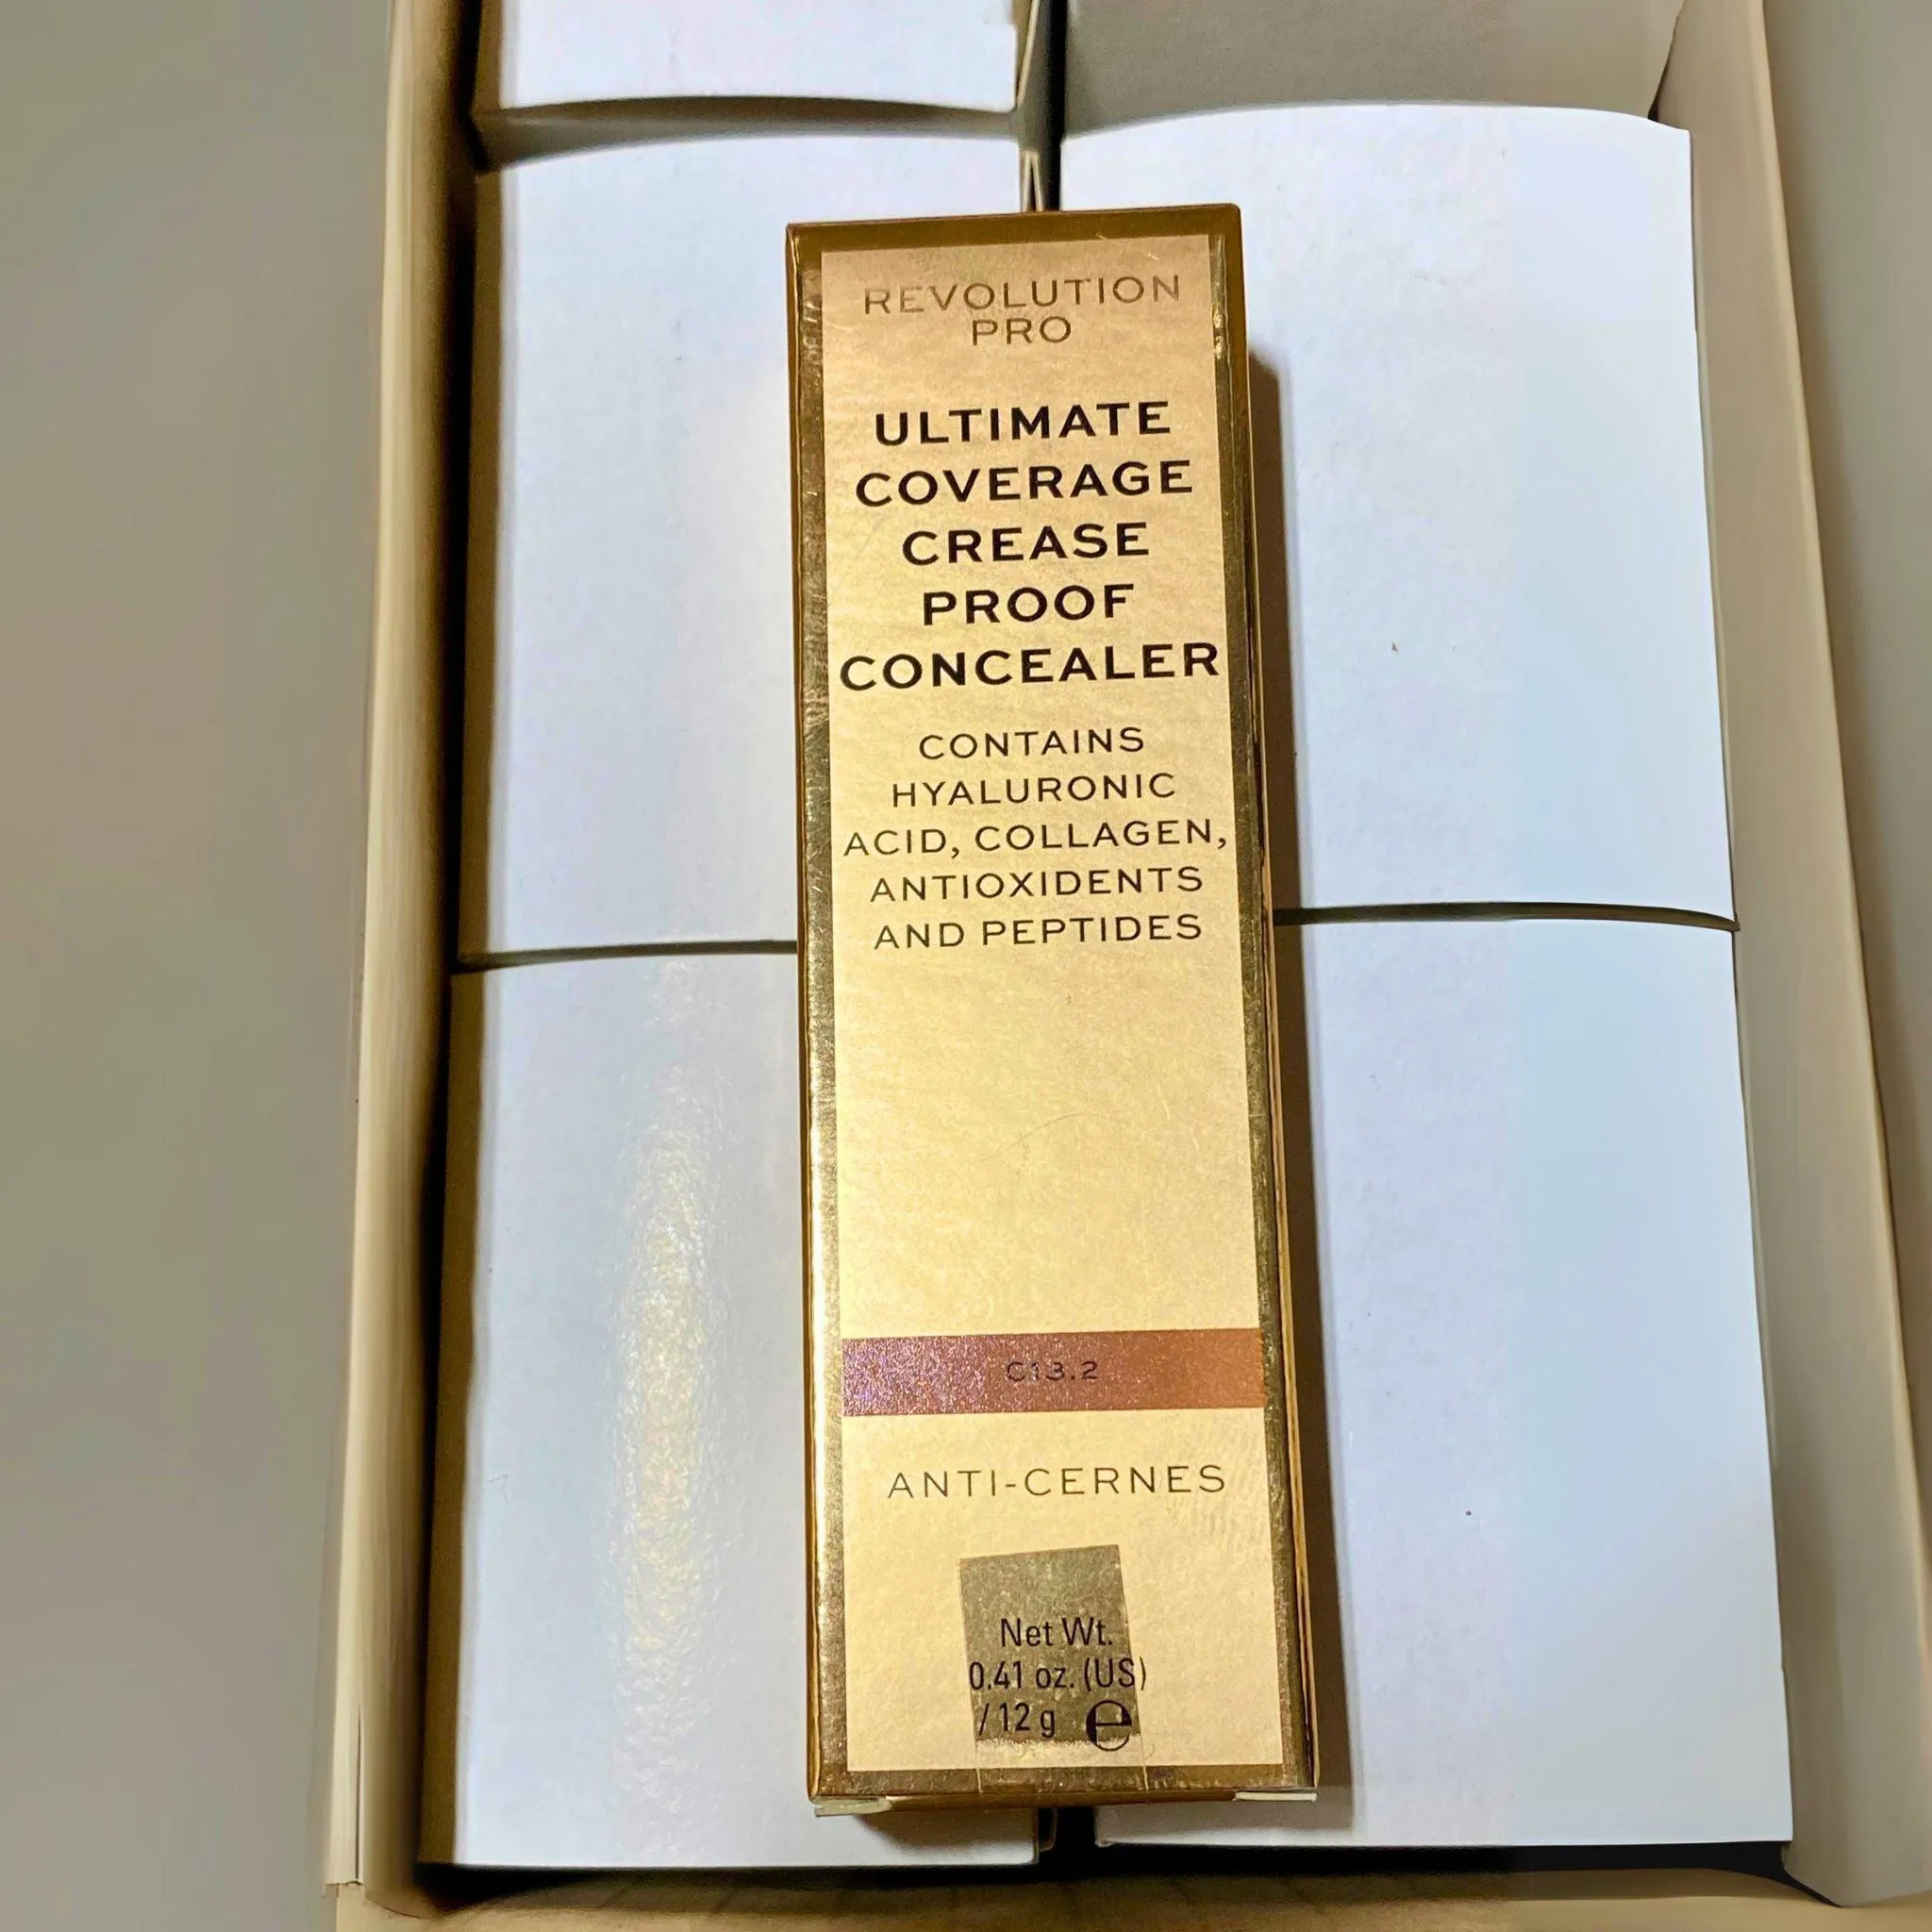 REVOLUTION
PRO
ULTIMATE
COVERAGE
CREASE
PROOF
CONCEALER
CONTAINS
HYALURONIC
ACID, COLLAGEN,
ANTIOXIDENTS
AND PEPTIDES
C13.2
ANTI-CERNES
Net Wt.
0.41 oz. (US)
/ 12 g ℮